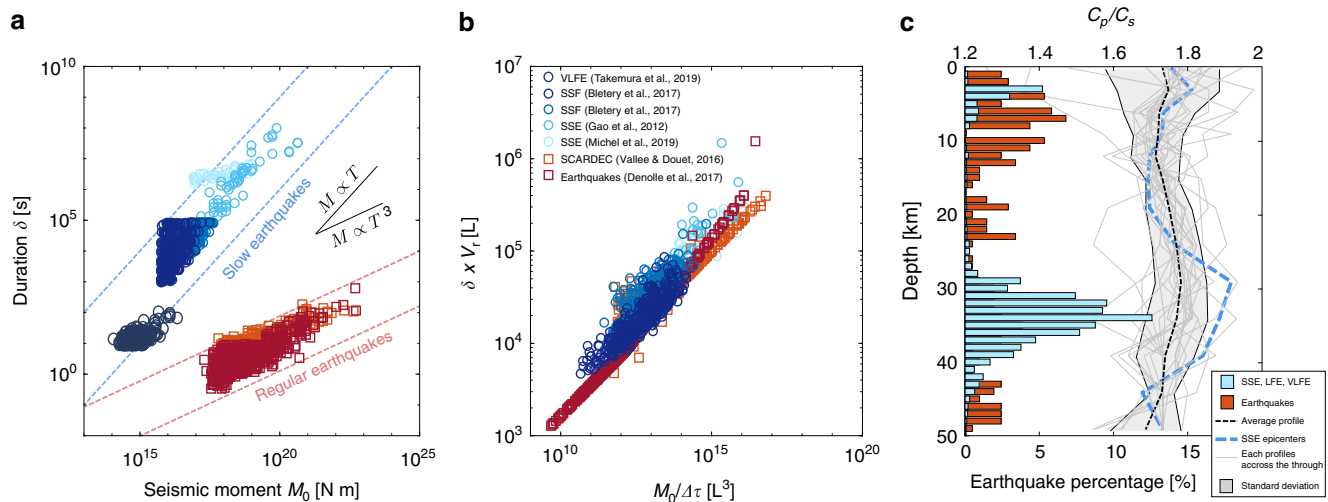 a
Duration δ [s]
10^10
10^5
10^0
10^15
10^20
10^25
Seismic moment M₀ [N m]
Slow earthquakes
Regular earthquakes
M ∝ T
M ∝ T^3
b
δ x V_r [L]
10^7
10^6
10^5
10^4
10^3
10^10
10^15
10^20
M₀/Δτ [L^3]
VLFE (Takemura et al., 2019)
SSF (Bletery et al., 2017)
SSF (Bletery et al., 2017)
SSE (Gao et al., 2012)
SSE (Michel et al., 2019)
SCARDEC (Vallee & Douet, 2016)
Earthquakes (Denolle et al., 2017)
c
C_p/C_s
1.2
1.4
1.6
1.8
2
Depth [km]
0
10
20
30
40
50
0
5
10
15
Earthquake percentage [%]
SSE, LFE, VLFE
Earthquakes
Average profile
SSE epicenters
Each profiles
accross the through
Standard deviation